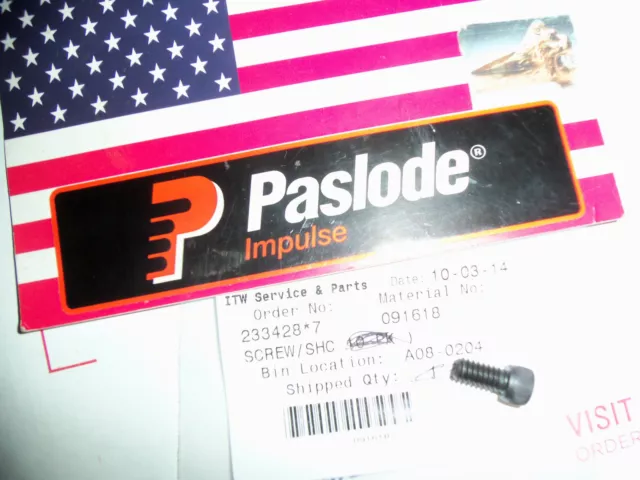 Paslode®
Impulse
ITW Service & Parts Date: 10-03-14
Order No: Material No:
233428*7 091618
SCREW/SHC
Bin Location: A08-0204
Shipped Qty: 1
VISIT
ORDER